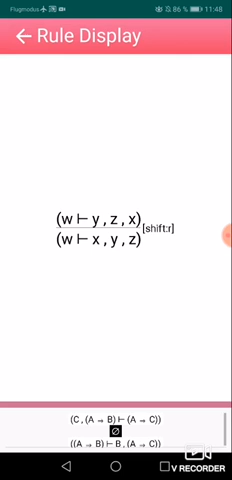 Flugmodus 86 % 11:48
← Rule Display
(w ⊢ y , z , x)
[shift:r]
(w ⊢ x , y , z)
(C , (A → B) ⊢ (A → C))
∅
((A → B) ⊢ B , (A → C))
V RECORDER